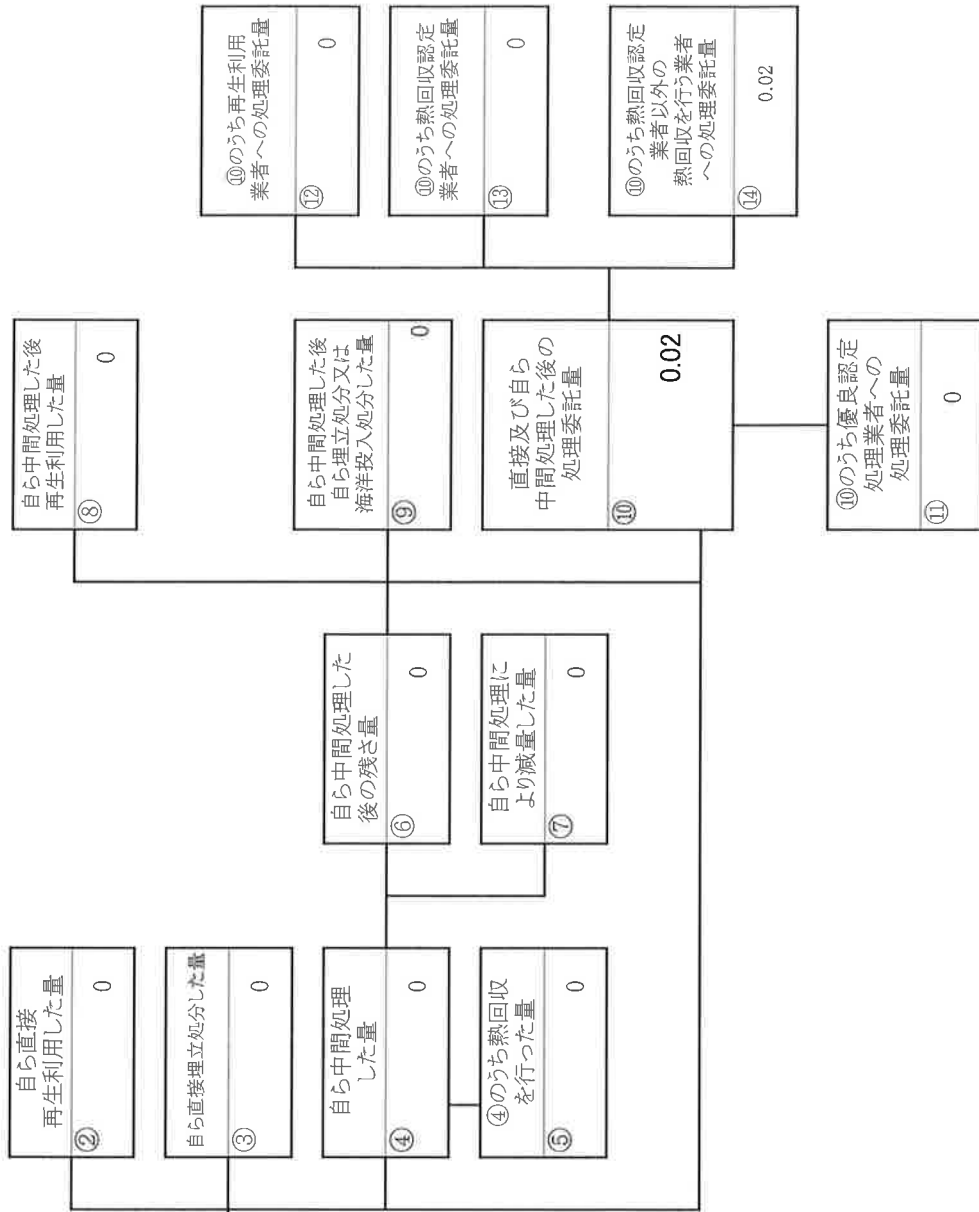 自ら直接
再生利用した量
②
0
自ら直接埋立処分した量
③
0
自ら中間処理
した量
④
0
④のうち熱回収
を行った量
⑤
0
自ら中間処理した
後の残さ量
⑥
0
自ら中間処理に
より減量した量
⑦
0
自ら中間処理した後
再生利用した量
⑧
0
自ら中間処理した後
自ら埋立処分又は
海洋投入処分した量
⑨
0
直接及び自ら
中間処理した後の
処理委託量
⑩
0.02
⑩のうち優良認定
処理業者への
処理委託量
⑪
0
⑩のうち再生利用
業者への処理委託量
⑫
0
⑩のうち熱回収認定
業者への処理委託量
⑬
0
⑩のうち熱回収認定
業者以外の
熱回収を行う業者
への処理委託量
⑭
0.02